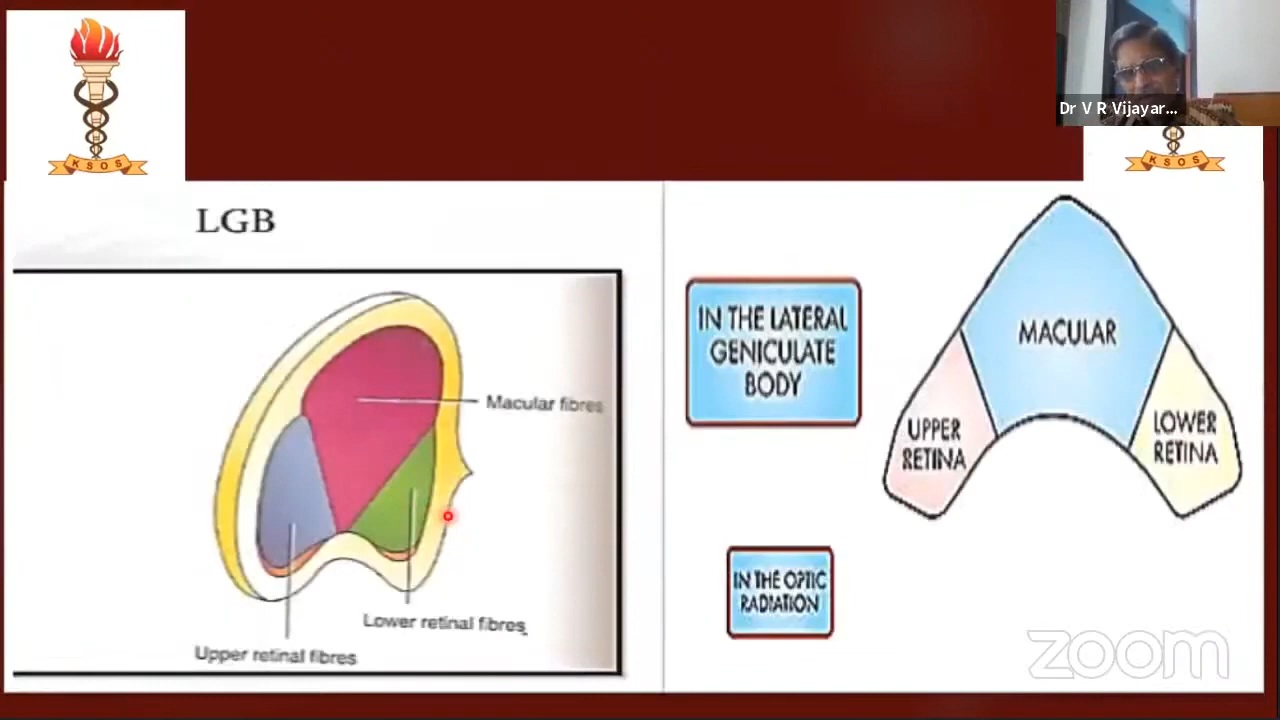 KSOS
Dr V R Vijayar...
KSOS
LGB
Macular fibres
Lower retinal fibres
Upper retinal fibres
IN THE LATERAL
GENICULATE
BODY
MACULAR
UPPER
RETINA
LOWER
RETINA
IN THE OPTIC
RADIATION
zoom